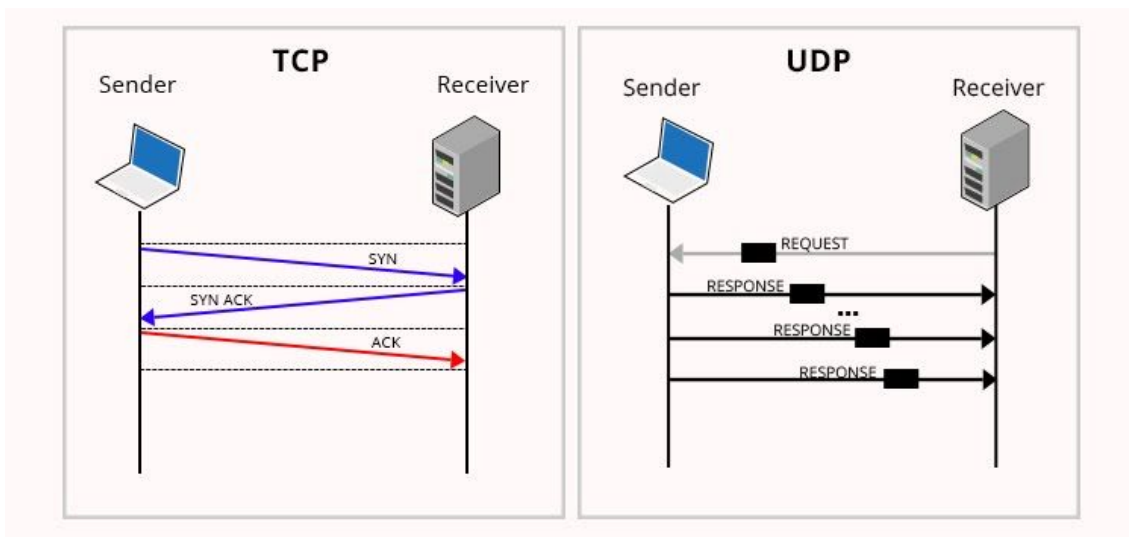 TCP
Sender
Receiver
SYN
SYN ACK
ACK
UDP
Sender
Receiver
REQUEST
RESPONSE
...
RESPONSE
RESPONSE